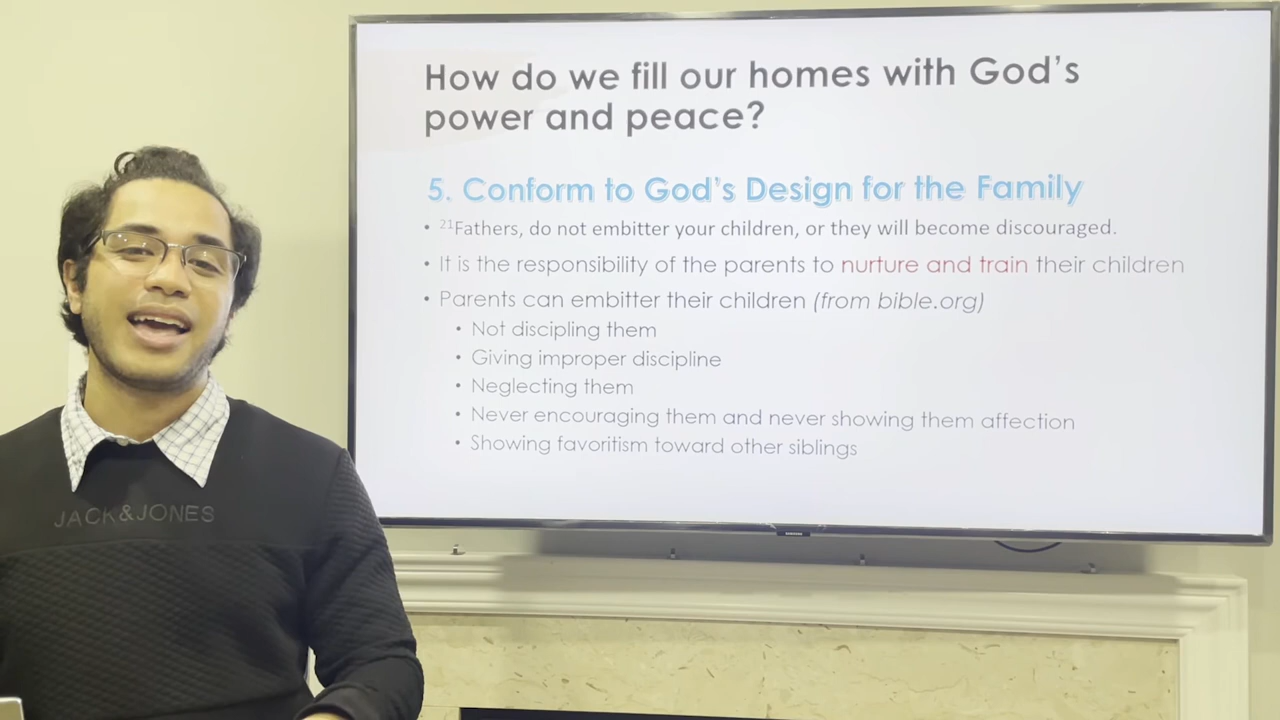 How do we fill our homes with God's
power and peace?
5. Conform to God's Design for the Family
• 21Fathers, do not embitter your children, or they will become discouraged.
• It is the responsibility of the parents to nurture and train their children
• Parents can embitter their children (from bible.org)
• Not discipling them
• Giving improper discipline
• Neglecting them
• Never encouraging them and never showing them affection
• Showing favoritism toward other siblings
SAMSUNG
JACK&JONES